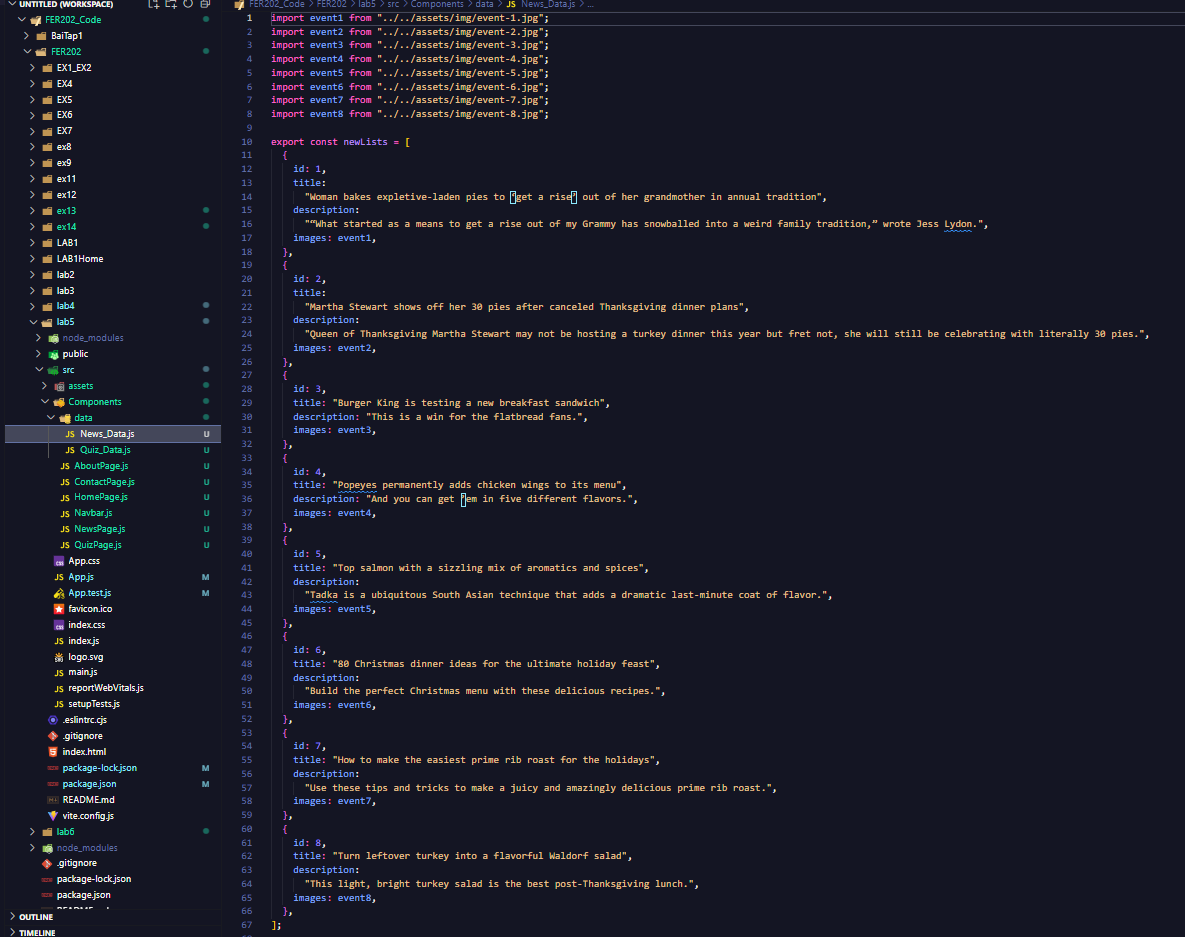 UNTITLED (WORKSPACE)
FER202_Code
BaiTap1
FER202
EX1_EX2
EX4
EX5
EX6
EX7
ex8
ex9
ex11
ex12
ex13
ex14
LAB1
LAB1Home
lab2
lab3
lab4
lab5
node_modules
public
src
assets
Components
data
JS News_Data.js U
JS Quiz_Data.js U
JS AboutPage.js U
JS ContactPage.js U
JS HomePage.js U
JS Navbar.js U
JS NewsPage.js U
JS QuizPage.js U
App.css
JS App.js M
App.test.js M
favicon.ico
index.css
JS index.js
logo.svg
JS main.js
JS reportWebVitals.js
JS setupTests.js
.eslintrc.cjs
.gitignore
index.html
package-lock.json M
package.json M
README.md
vite.config.js
lab6
node_modules
.gitignore
package-lock.json
package.json
README.md
OUTLINE
TIMELINE
FER202_Code > FER202 > lab5 > src > Components > data > JS News_Data.js > ...
1 import event1 from "../../assets/img/event-1.jpg";
2 import event2 from "../../assets/img/event-2.jpg";
3 import event3 from "../../assets/img/event-3.jpg";
4 import event4 from "../../assets/img/event-4.jpg";
5 import event5 from "../../assets/img/event-5.jpg";
6 import event6 from "../../assets/img/event-6.jpg";
7 import event7 from "../../assets/img/event-7.jpg";
8 import event8 from "../../assets/img/event-8.jpg";
9
10 export const newLists = [
11 {
12 id: 1,
13 title:
14 "Woman bakes expletive-laden pies to ‘get a rise’ out of her grandmother in annual tradition",
15 description:
16 "“What started as a means to get a rise out of my Grammy has snowballed into a weird family tradition,” wrote Jess Lydon.",
17 images: event1,
18 },
19 {
20 id: 2,
21 title:
22 "Martha Stewart shows off her 30 pies after canceled Thanksgiving dinner plans",
23 description:
24 "Queen of Thanksgiving Martha Stewart may not be hosting a turkey dinner this year but fret not, she will still be celebrating with literally 30 pies.",
25 images: event2,
26 },
27 {
28 id: 3,
29 title: "Burger King is testing a new breakfast sandwich",
30 description: "This is a win for the flatbread fans.",
31 images: event3,
32 },
33 {
34 id: 4,
35 title: "Popeyes permanently adds chicken wings to its menu",
36 description: "And you can get ’em in five different flavors.",
37 images: event4,
38 },
39 {
40 id: 5,
41 title: "Top salmon with a sizzling mix of aromatics and spices",
42 description:
43 "Tadka is a ubiquitous South Asian technique that adds a dramatic last-minute coat of flavor.",
44 images: event5,
45 },
46 {
47 id: 6,
48 title: "80 Christmas dinner ideas for the ultimate holiday feast",
49 description:
50 "Build the perfect Christmas menu with these delicious recipes.",
51 images: event6,
52 },
53 {
54 id: 7,
55 title: "How to make the easiest prime rib roast for the holidays",
56 description:
57 "Use these tips and tricks to make a juicy and amazingly delicious prime rib roast.",
58 images: event7,
59 },
60 {
61 id: 8,
62 title: "Turn leftover turkey into a flavorful Waldorf salad",
63 description:
64 "This light, bright turkey salad is the best post-Thanksgiving lunch.",
65 images: event8,
66 },
67 ];